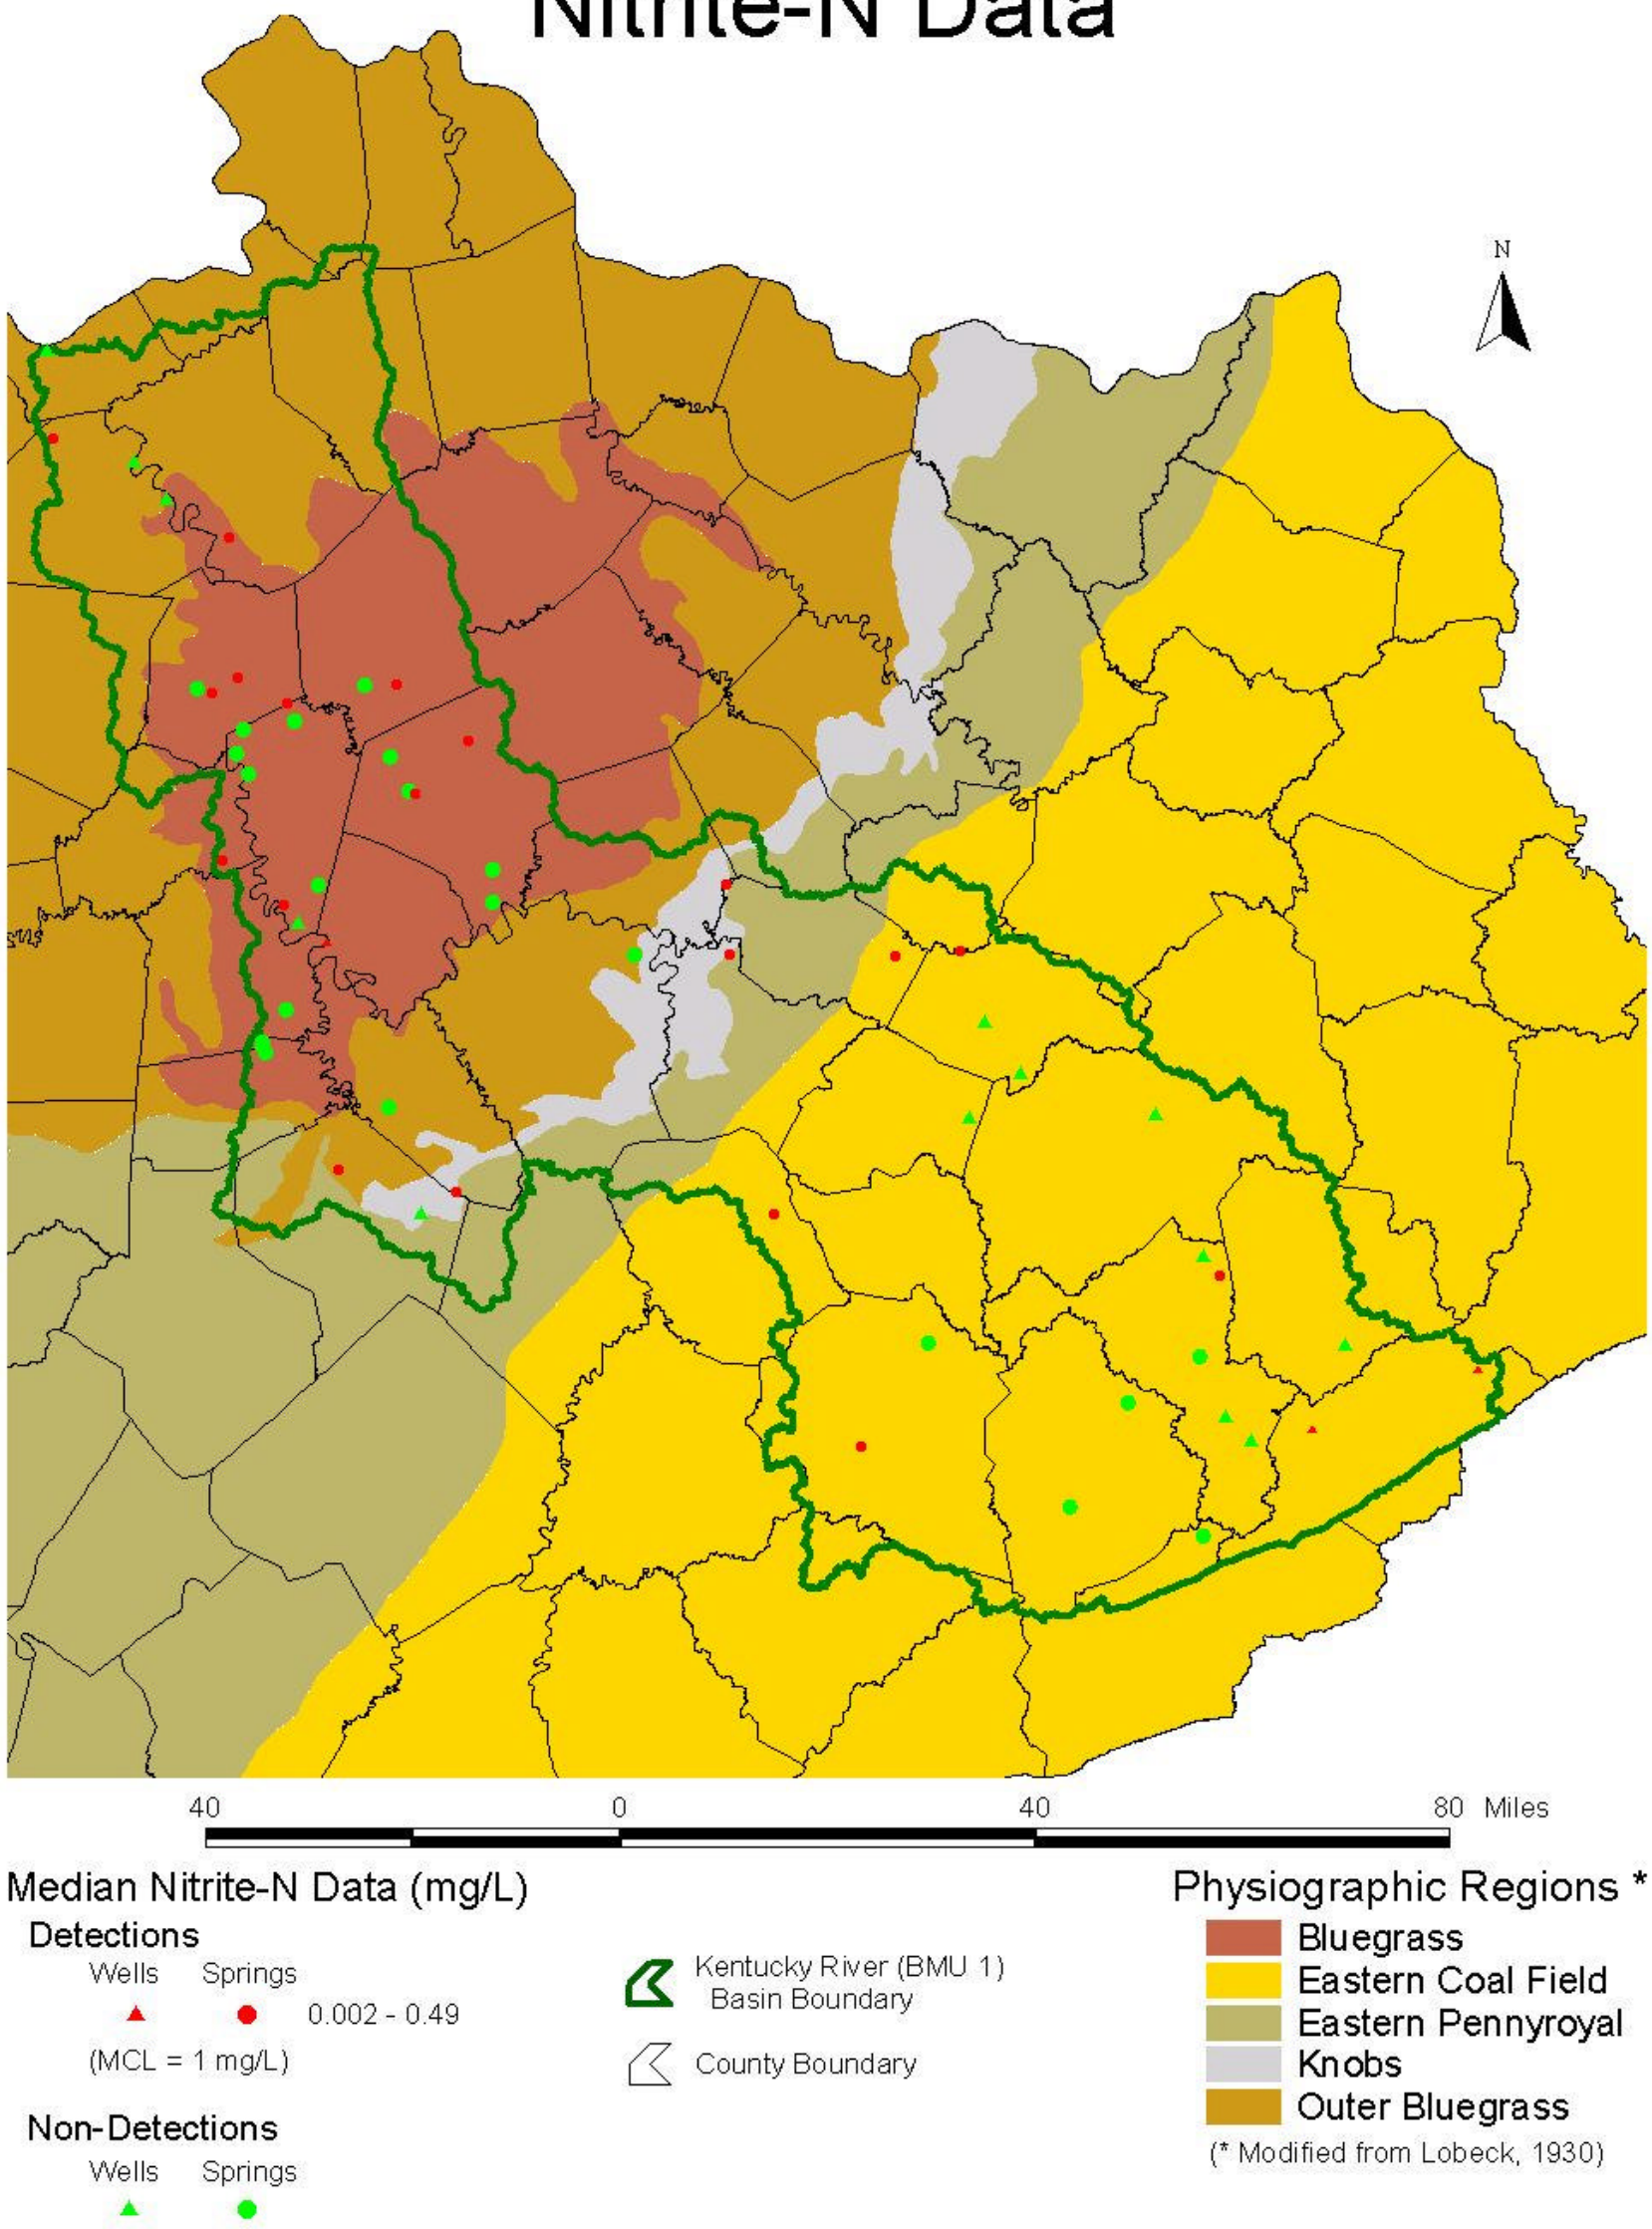 Nitrite-N Data
N
40 0 40 80 Miles
Median Nitrite-N Data (mg/L)
Detections
Wells Springs
0.002 - 0.49
(MCL = 1 mg/L)
Non-Detections
Wells Springs
Kentucky River (BMU 1)
Basin Boundary
County Boundary
Physiographic Regions *
Bluegrass
Eastern Coal Field
Eastern Pennyroyal
Knobs
Outer Bluegrass
(* Modified from Lobeck, 1930)